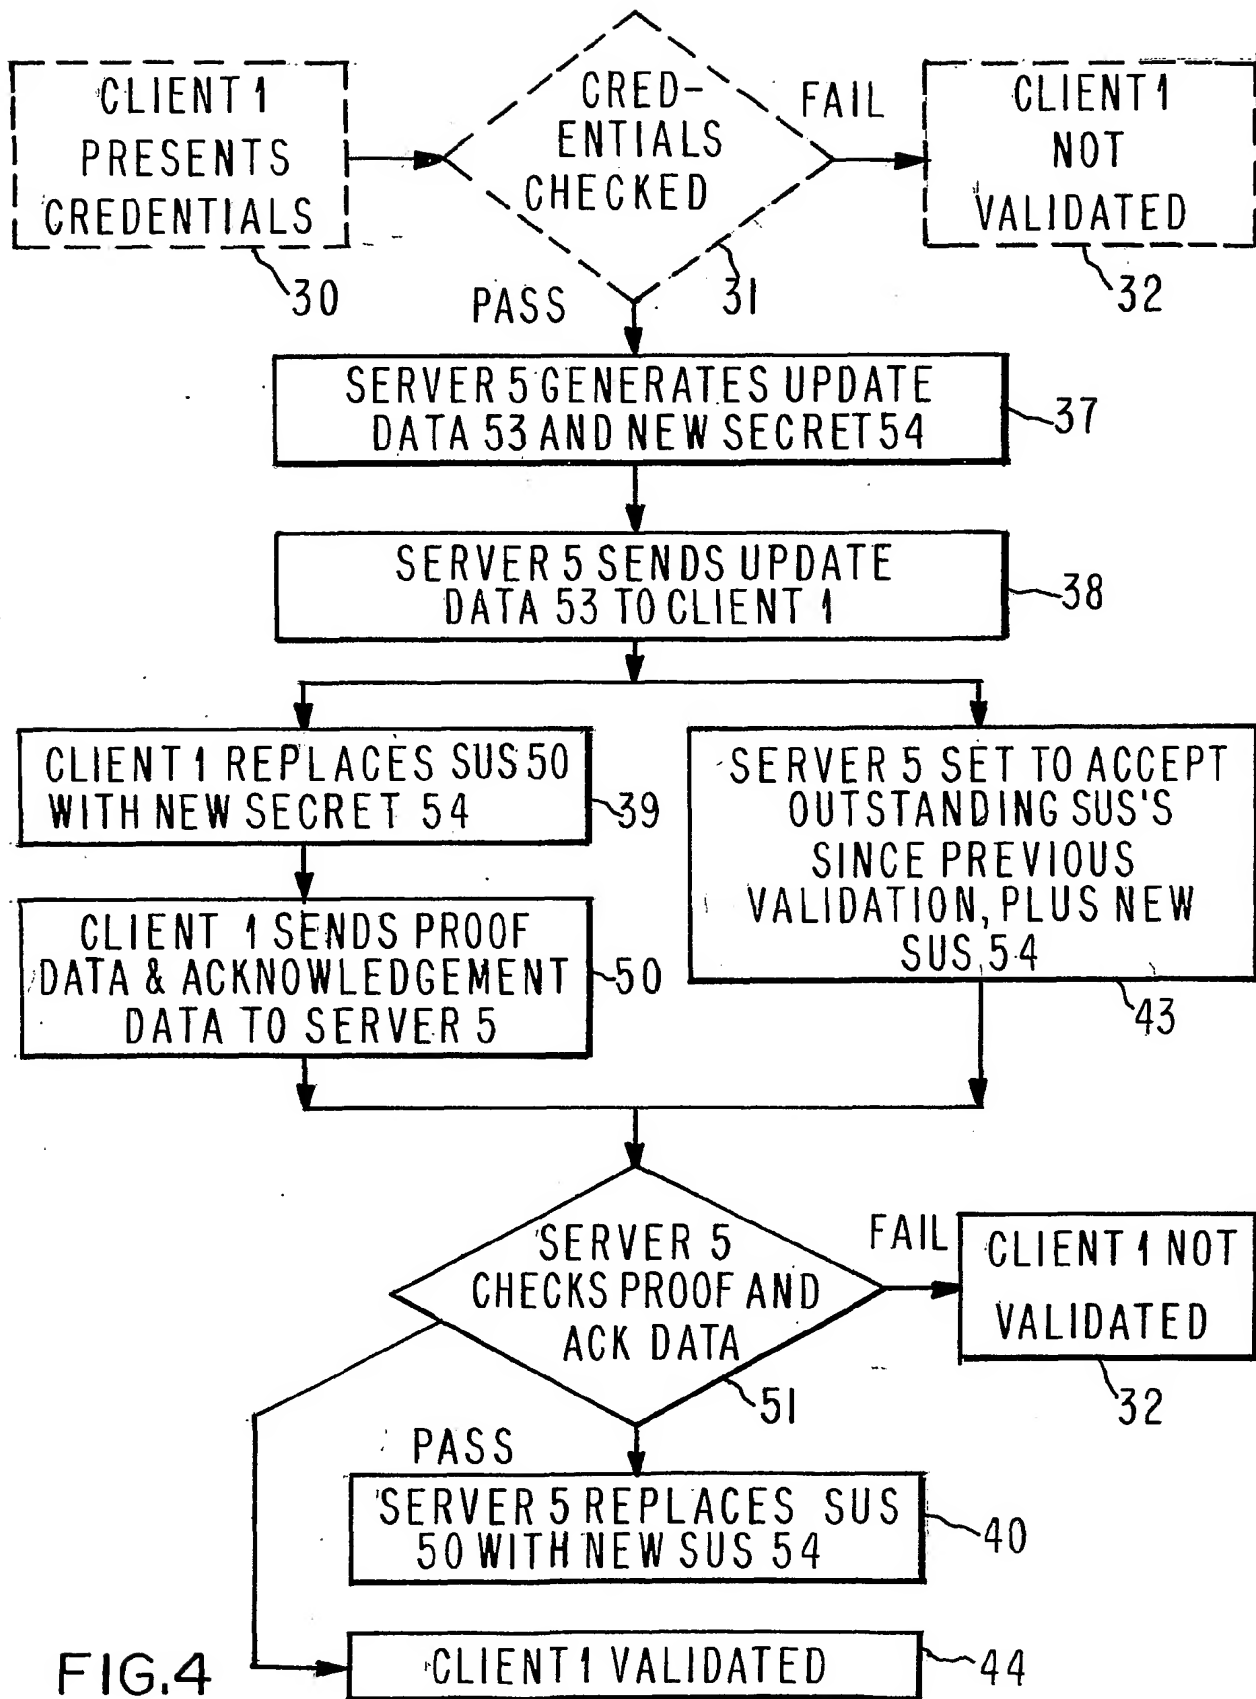 CLIENT 1
PRESENTS
CREDENTIALS
30
CRED-
ENTIALS
CHECKED
31
FAIL
CLIENT 1
NOT
VALIDATED
32
PASS
SERVER 5 GENERATES UPDATE
DATA 53 AND NEW SECRET 54
37
SERVER 5 SENDS UPDATE
DATA 53 TO CLIENT 1
38
CLIENT 1 REPLACES SUS 50
WITH NEW SECRET 54
39
SERVER 5 SET TO ACCEPT
OUTSTANDING SUS'S
SINCE PREVIOUS
VALIDATION, PLUS NEW
SUS 54
43
CLIENT 1 SENDS PROOF
DATA & ACKNOWLEDGEMENT
DATA TO SERVER 5
50
SERVER 5
CHECKS PROOF AND
ACK DATA
51
FAIL
CLIENT 1 NOT
VALIDATED
32
PASS
SERVER 5 REPLACES SUS
50 WITH NEW SUS 54
40
CLIENT 1 VALIDATED
44
FIG.4